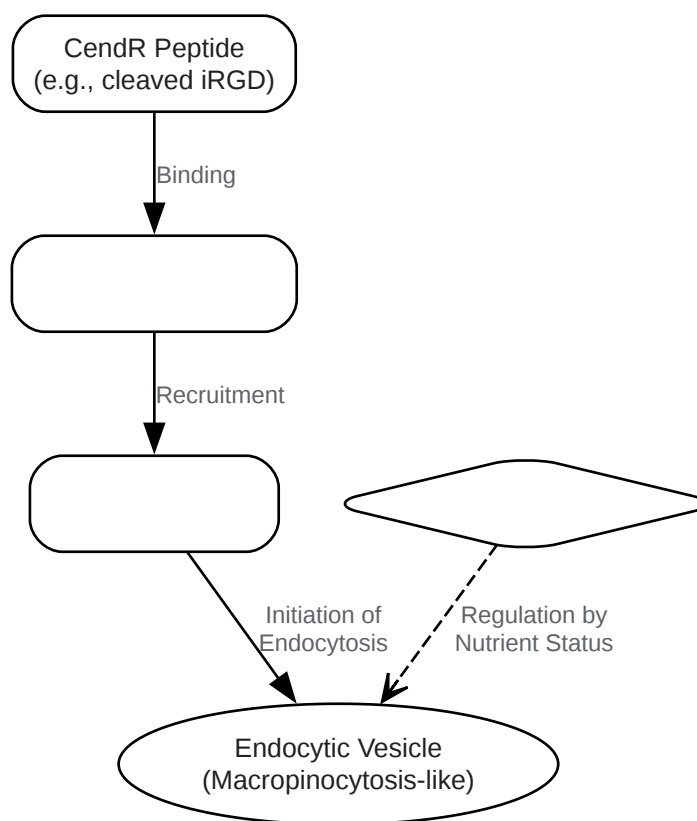 CendR Peptide
(e.g., cleaved iRGD)
Binding
Recruitment
Initiation of
Endocytosis
Regulation by
Nutrient Status
Endocytic Vesicle
(Macropinocytosis-like)